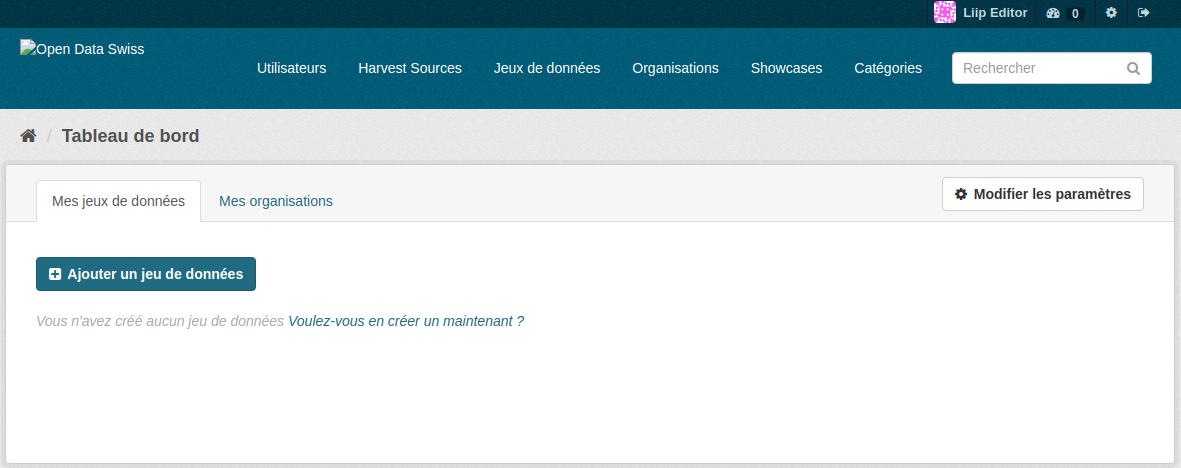 Liip Editor 0
Open Data Swiss
Utilisateurs Harvest Sources Jeux de données Organisations Showcases Catégories Rechercher
/ Tableau de bord
Mes jeux de données Mes organisations Modifier les paramètres
Ajouter un jeu de données
Vous n'avez créé aucun jeu de données Voulez-vous en créer un maintenant ?